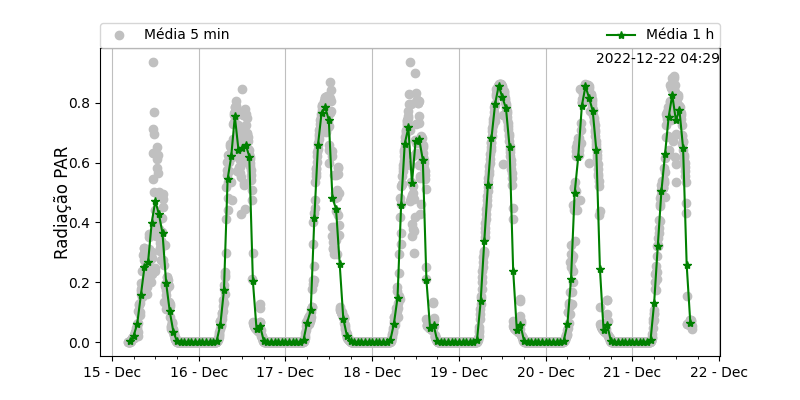 Média 5 min
Média 1 h
2022-12-22 04:29
Radiação PAR
0.8
0.6
0.4
0.2
0.0
15 - Dec
16 - Dec
17 - Dec
18 - Dec
19 - Dec
20 - Dec
21 - Dec
22 - Dec